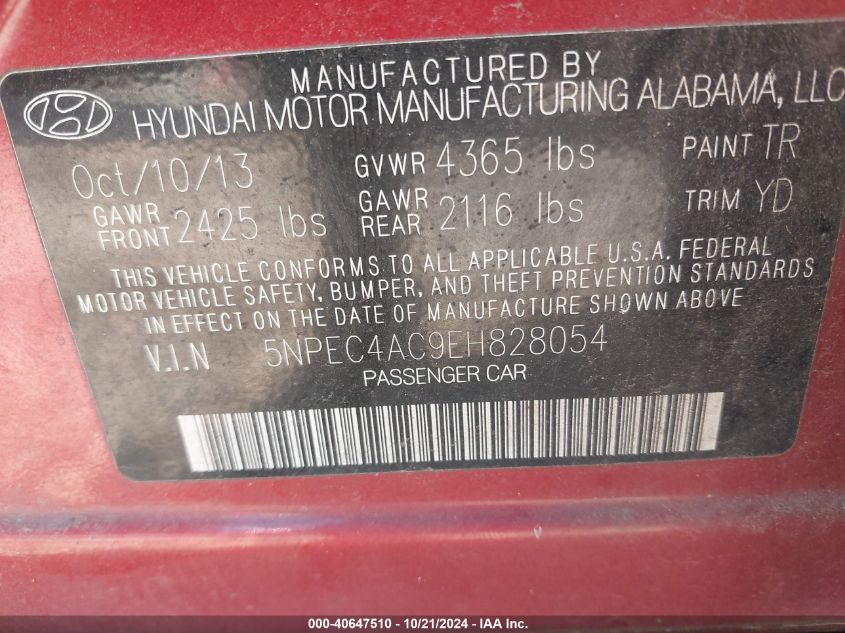 MANUFACTURED BY
HYUNDAI MOTOR MANUFACTURING ALABAMA, LLC
Oct/10/13 GVWR 4365 lbs PAINT TR
GAWR FRONT 2425 lbs GAWR REAR 2116 lbs TRIM YD
THIS VEHICLE CONFORMS TO ALL APPLICABLE U.S.A. FEDERAL
MOTOR VEHICLE SAFETY, BUMPER, AND THEFT PREVENTION STANDARDS
IN EFFECT ON THE DATE OF MANUFACTURE SHOWN ABOVE
V.I.N 5NPEC4AC9EH828054
PASSENGER CAR
000-40647510 - 10/21/2024 - IAA Inc.